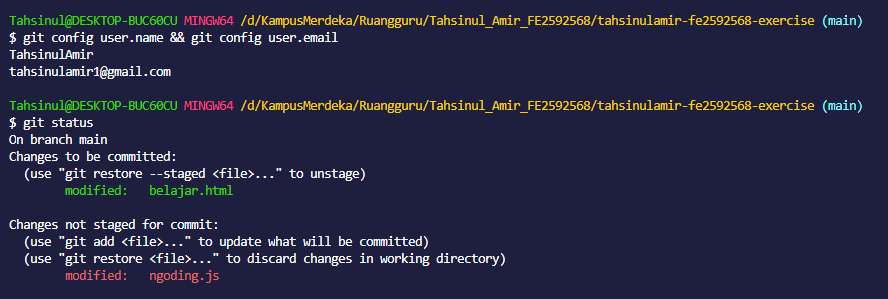 Tahsinul@DESKTOP-BUC60CU MINGW64 /d/KampusMerdeka/Ruangguru/Tahsinul_Amir_FE2592568/tahsinulamir-fe2592568-exercise (main)
$ git config user.name && git config user.email
TahsinulAmir
tahsinulamir1@gmail.com

Tahsinul@DESKTOP-BUC60CU MINGW64 /d/KampusMerdeka/Ruangguru/Tahsinul_Amir_FE2592568/tahsinulamir-fe2592568-exercise (main)
$ git status
On branch main
Changes to be committed:
  (use "git restore --staged <file>..." to unstage)
        modified:   belajar.html

Changes not staged for commit:
  (use "git add <file>..." to update what will be committed)
  (use "git restore <file>..." to discard changes in working directory)
        modified:   ngoding.js